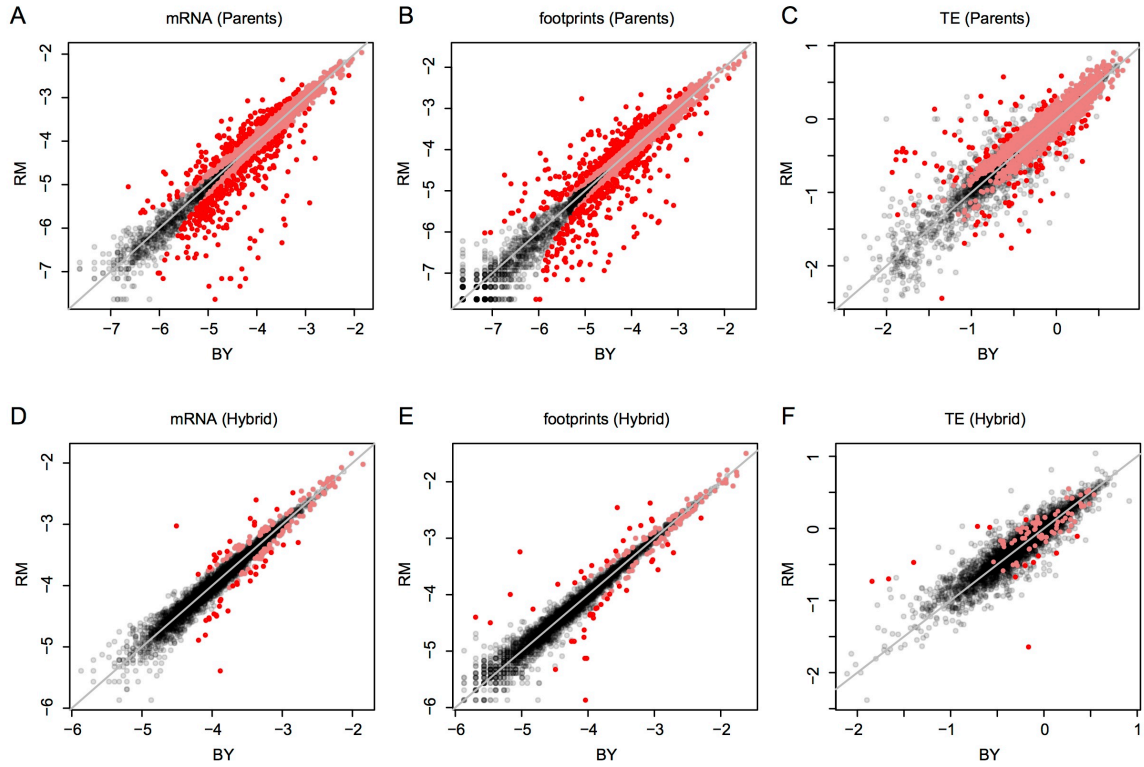 A mRNA (Parents)
−2
−3
−4
−5
−6
−7
RM
−7 −6 −5 −4 −3 −2
BY
B footprints (Parents)
−2
−3
−4
−5
−6
−7
RM
−7 −6 −5 −4 −3 −2
BY
C TE (Parents)
1
0
−1
−2
RM
−2 −1 0
BY
D mRNA (Hybrid)
−2
−3
−4
−5
−6
RM
−6 −5 −4 −3 −2
BY
E footprints (Hybrid)
−2
−3
−4
−5
−6
RM
−6 −5 −4 −3 −2
BY
F TE (Hybrid)
1
0
−1
−2
RM
−2 −1 0 1
BY